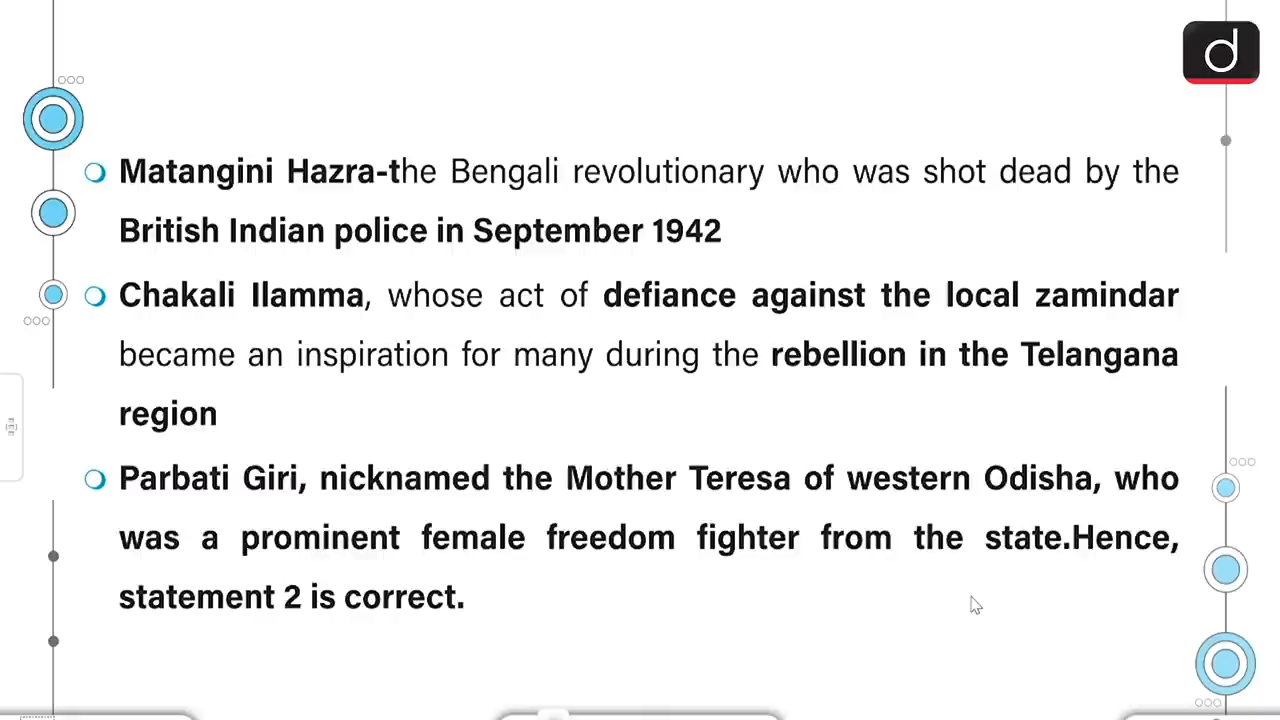 d
Matangini Hazra-the Bengali revolutionary who was shot dead by the
British Indian police in September 1942
Chakali Ilamma, whose act of defiance against the local zamindar
became an inspiration for many during the rebellion in the Telangana
region
Parbati Giri, nicknamed the Mother Teresa of western Odisha, who
was a prominent female freedom fighter from the state.Hence,
statement 2 is correct.